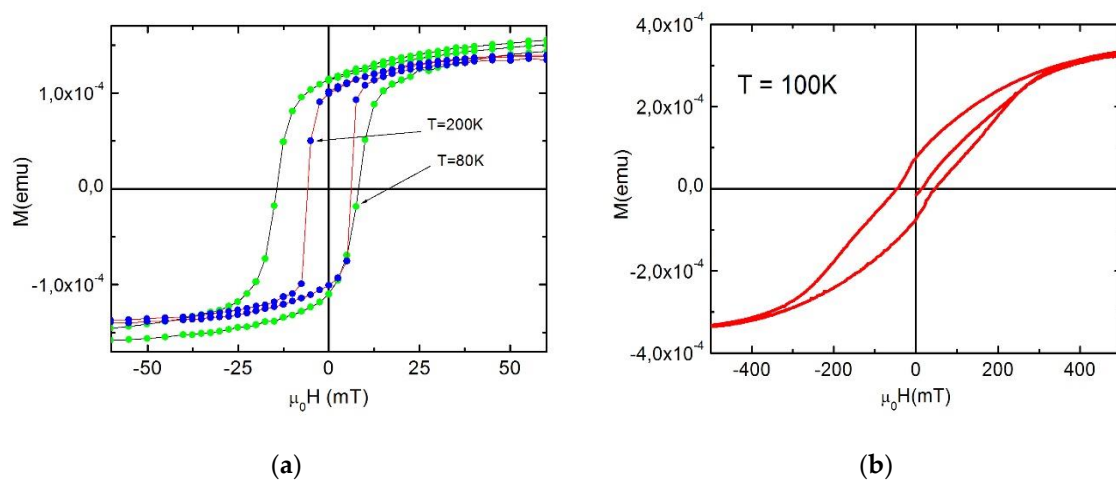 1,0x10⁻⁴
0,0
-1,0x10⁻⁴
M(emu)
T=200K
T=80K
-50 -25 0 25 50
μ₀H (mT)
(a)
4,0x10⁻⁴
2,0x10⁻⁴
0,0
-2,0x10⁻⁴
-4,0x10⁻⁴
M(emu)
T = 100K
-400 -200 0 200 400
μ₀H(mT)
(b)